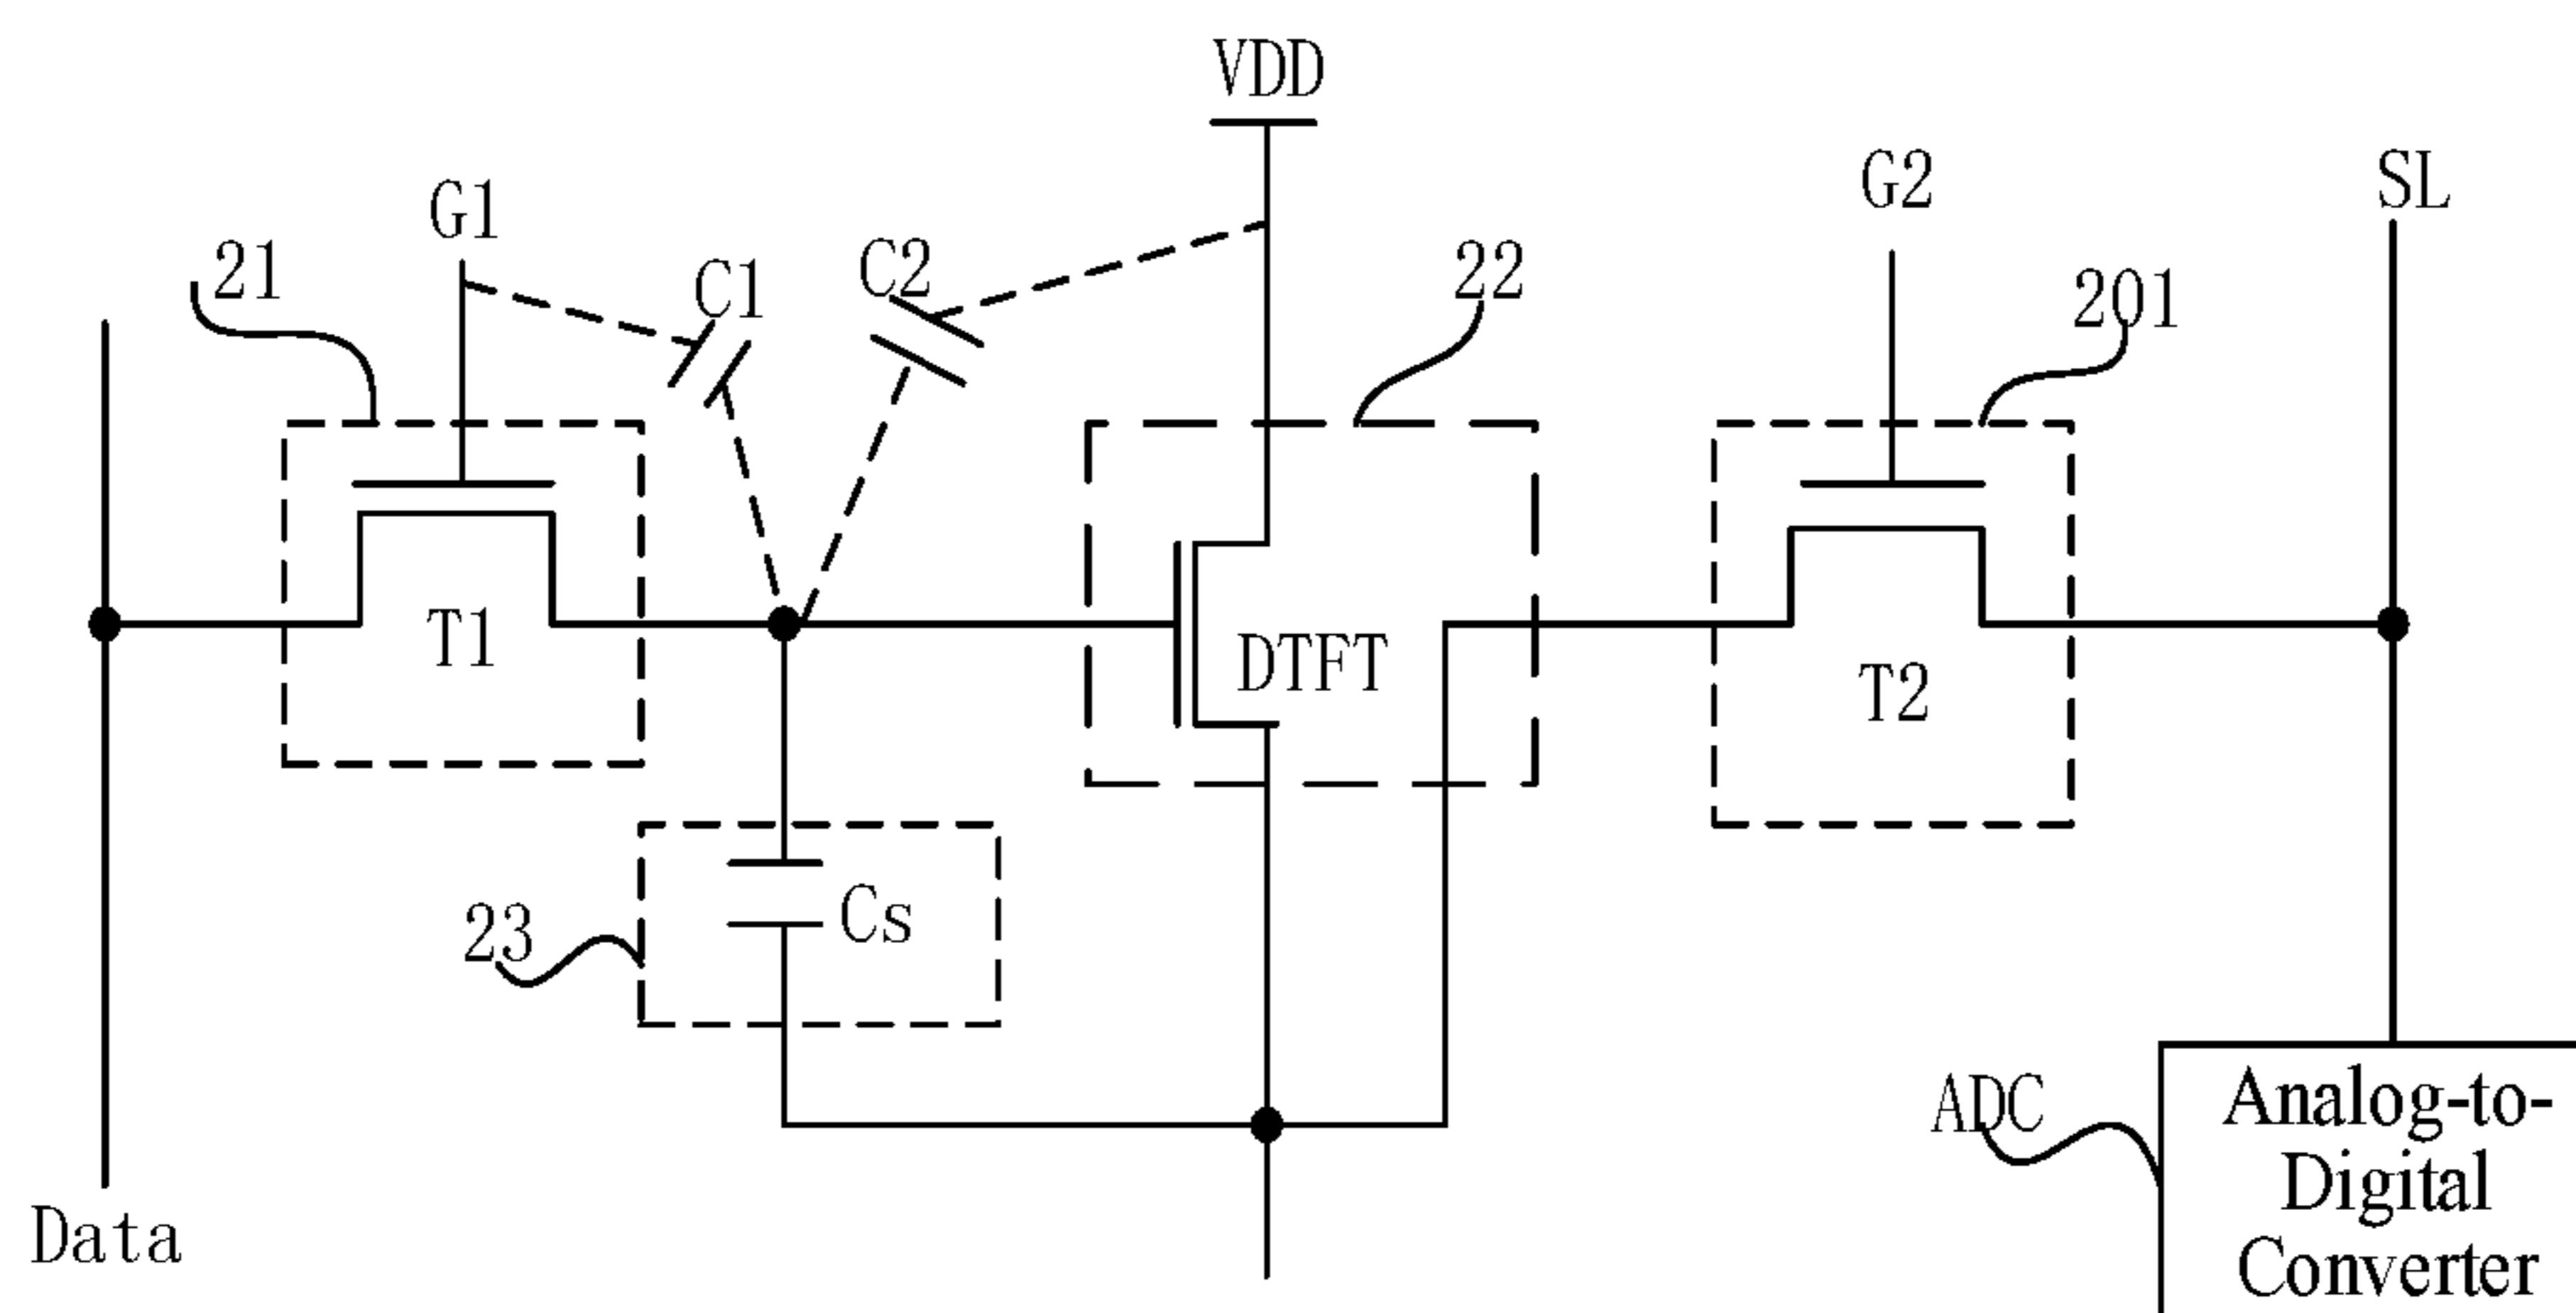 VDD
G1
G2
SL
21
C1
C2
22
201
T1
DTFT
T2
23
Cs
ADC
Analog-to-
Digital
Converter
Data